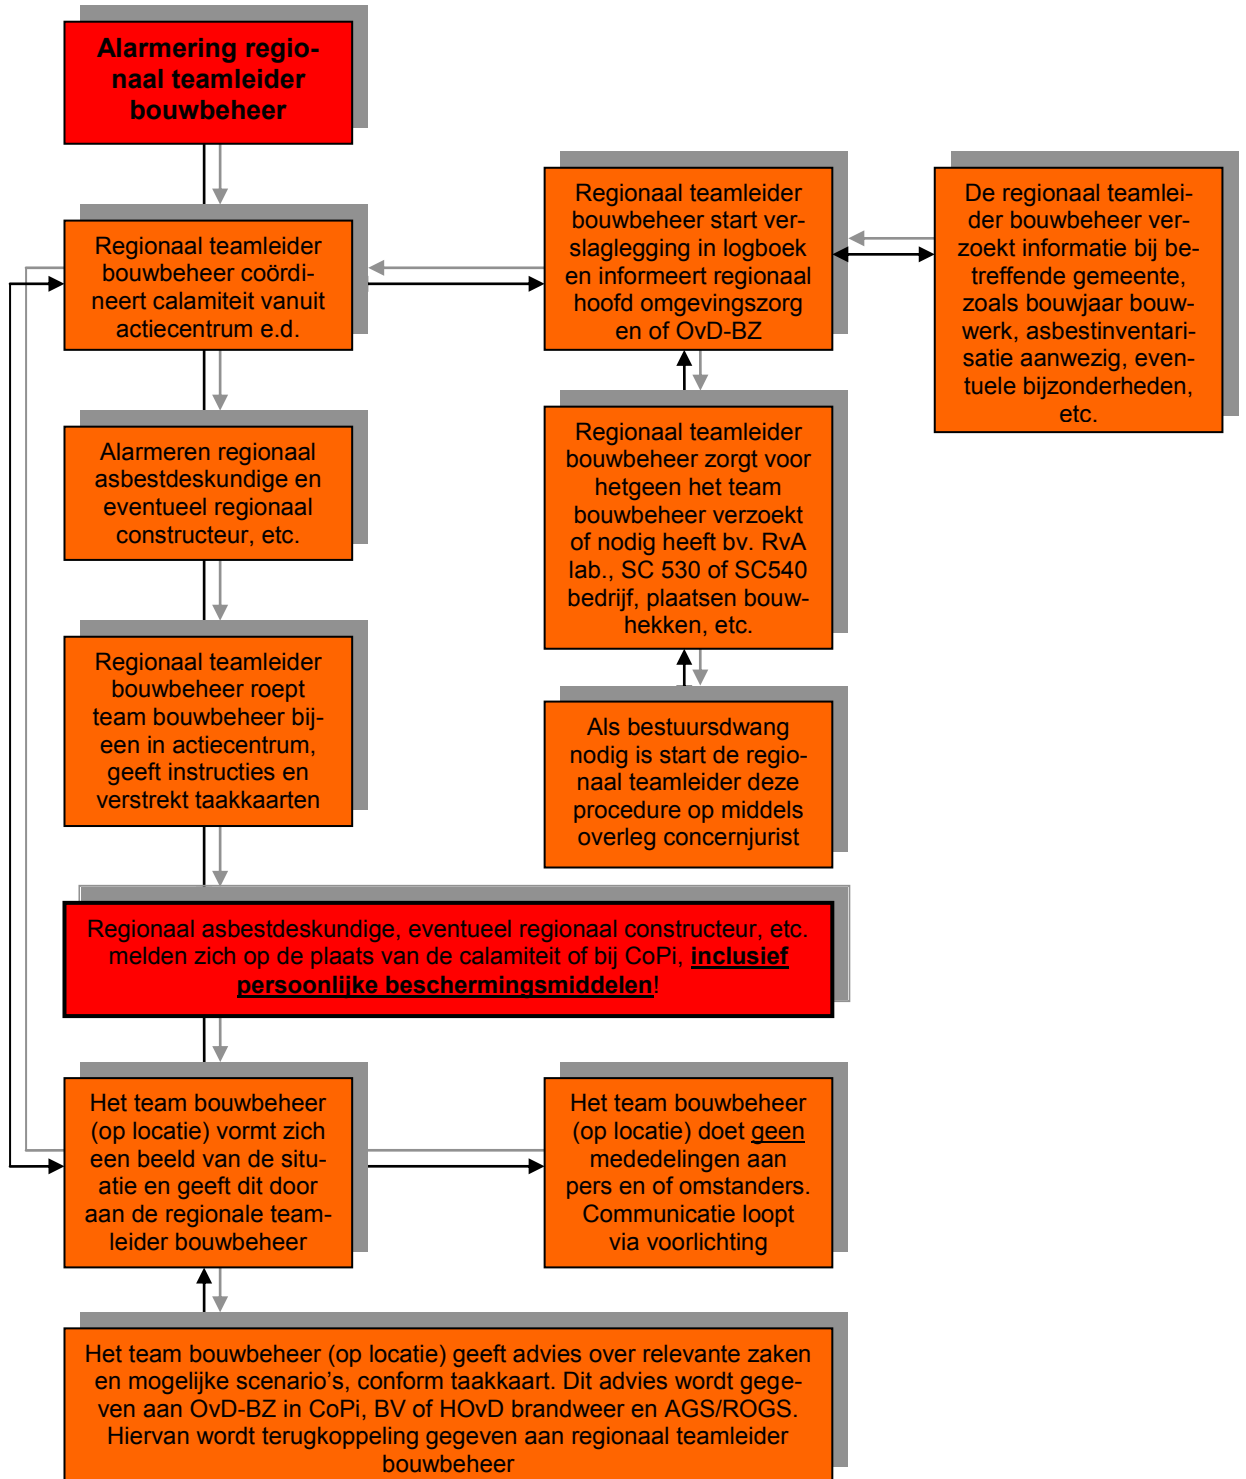 Alarmering regio-
naal teamleider
bouwbeheer
Regionaal teamleider
bouwbeheer coördi-
neert calamiteit vanuit
actiecentrum e.d.
Regionaal teamleider
bouwbeheer start ver-
slaglegging in logboek
en informeert regionaal
hoofd omgevingszorg
en of OvD-BZ
De regionaal teamlei-
der bouwbeheer ver-
zoekt informatie bij be-
treffende gemeente,
zoals bouwjaar bouw-
werk, asbestinventari-
satie aanwezig, even-
tuele bijzonderheden,
etc.
Alarmeren regionaal
asbestdeskundige en
eventueel regionaal
constructeur, etc.
Regionaal teamleider
bouwbeheer zorgt voor
hetgeen het team
bouwbeheer verzoekt
of nodig heeft bv. RvA
lab., SC 530 of SC540
bedrijf, plaatsen bouw-
hekken, etc.
Regionaal teamleider
bouwbeheer roept
team bouwbeheer bij-
een in actiecentrum,
geeft instructies en
verstrekt taakkaarten
Als bestuursdwang
nodig is start de regio-
naal teamleider deze
procedure op middels
overleg concernjurist
Regionaal asbestdeskundige, eventueel regionaal constructeur, etc.
melden zich op de plaats van de calamiteit of bij CoPi, inclusief
persoonlijke beschermingsmiddelen!
Het team bouwbeheer
(op locatie) vormt zich
een beeld van de situ-
atie en geeft dit door
aan de regionale team-
leider bouwbeheer
Het team bouwbeheer
(op locatie) doet geen
mededelingen aan
pers en of omstanders.
Communicatie loopt
via voorlichting
Het team bouwbeheer (op locatie) geeft advies over relevante zaken
en mogelijke scenario’s, conform taakkaart. Dit advies wordt gege-
ven aan OvD-BZ in CoPi, BV of HOvD brandweer en AGS/ROGS.
Hiervan wordt terugkoppeling gegeven aan regionaal teamleider
bouwbeheer